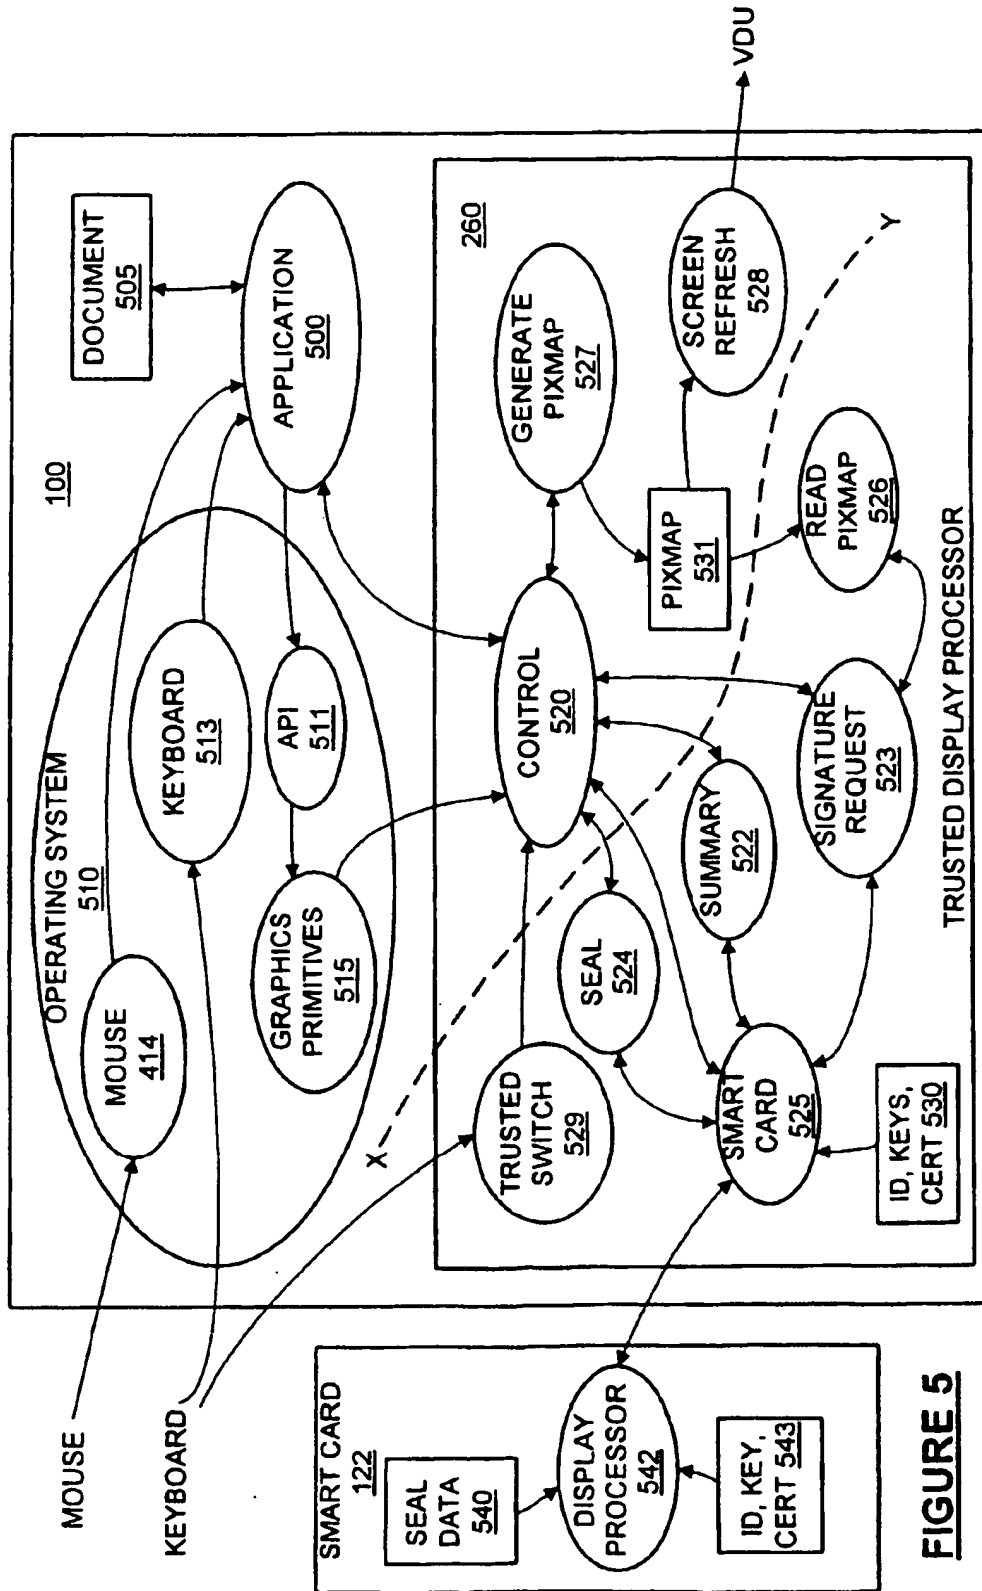 MOUSE
KEYBOARD
SMART CARD
122
SEAL
DATA
540
DISPLAY
PROCESSOR
542
ID, KEY,
CERT 543
100
OPERATING SYSTEM
510
MOUSE
414
KEYBOARD
513
API
511
GRAPHICS
PRIMITIVES
515
DOCUMENT
505
APPLICATION
500
X
Y
260
TRUSTED
SWITCH
529
CONTROL
520
GENERATE
PIXMAP
527
SEAL
524
PIXMAP
531
SCREEN
REFRESH
528
VDU
SUMMARY
522
READ
PIXMAP
526
SMART
CARD
525
SIGNATURE
REQUEST
523
ID, KEYS,
CERT 530
TRUSTED DISPLAY PROCESSOR
FIGURE 5